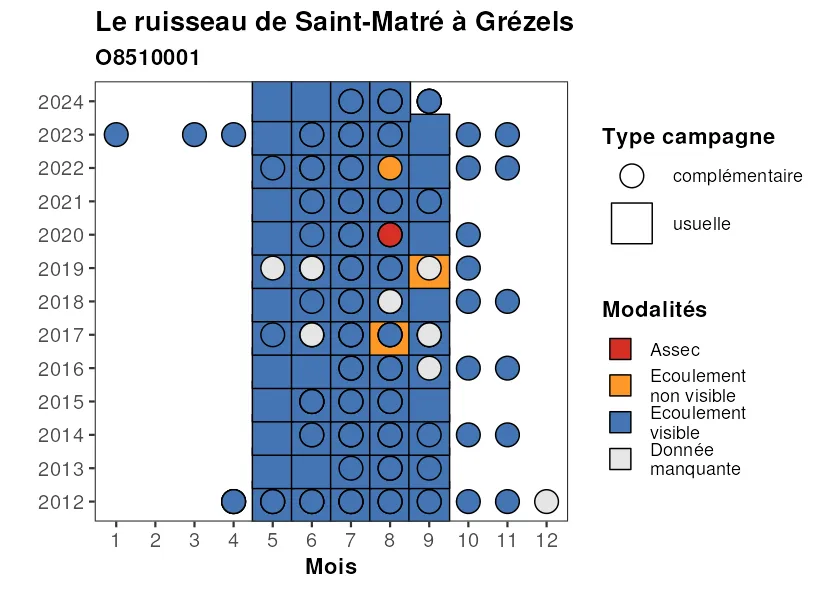 Le ruisseau de Saint-Matré à Grézels
O8510001
2024
2023
2022
2021
2020
2019
2018
2017
2016
2015
2014
2013
2012
1 2 3 4 5 6 7 8 9 10 11 12
Mois
Type campagne
complémentaire
usuelle
Modalités
Assec
Ecoulement
non visible
Ecoulement
visible
Donnée
manquante